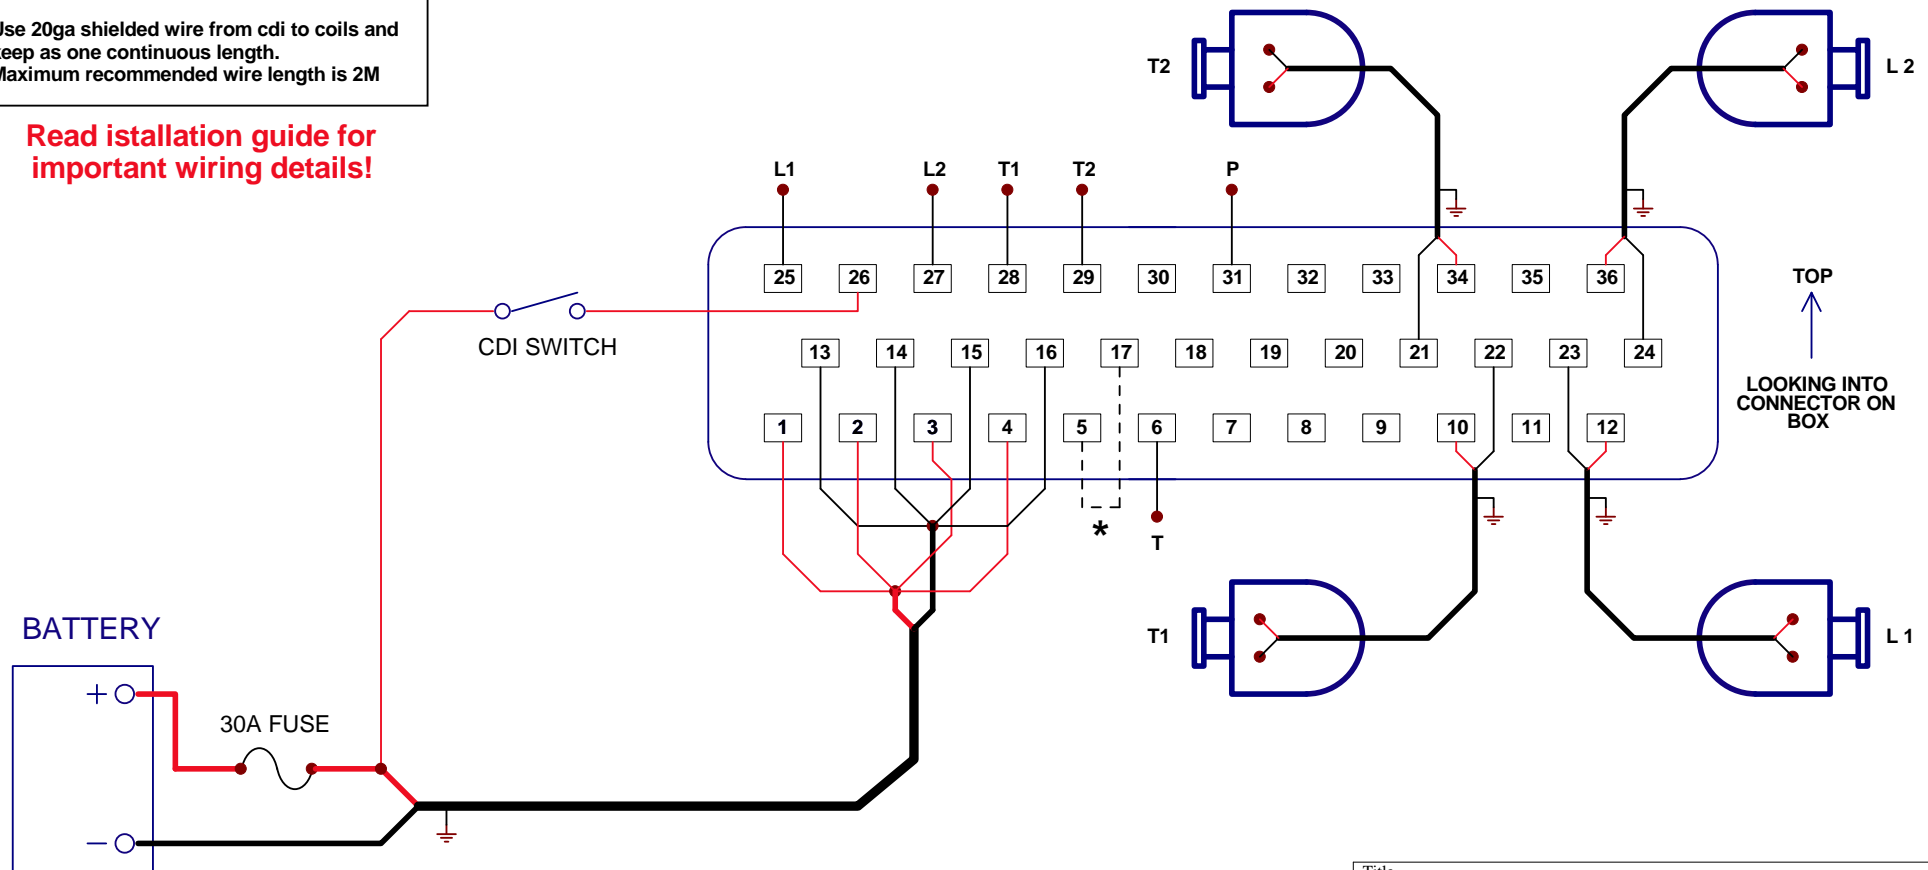 Use 20ga shielded wire from cdi to coils and
keep as one continuous length.
Maximum recommended wire length is 2M
Read istallation guide for
important wiring details!
T2
L 2
L1
L2
T1
T2
P
25 26 27 28 29 30 31 32 33 34 35 36
TOP
CDI SWITCH
13 14 15 16 17 18 19 20 21 22 23 24
LOOKING INTO
CONNECTOR ON
BOX
1 2 3 4 5 6 7 8 9 10 11 12
*
T
BATTERY
T1
L 1
+
30A FUSE
−
Title